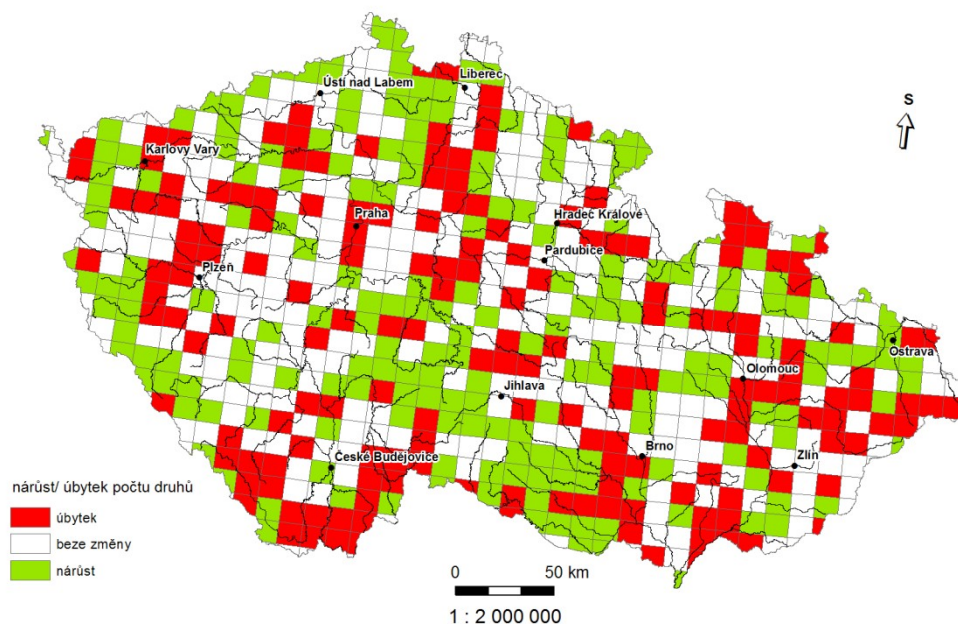 Liberec
Ústí nad Labem
S
Karlovy Vary
Praha
Hradec Králové
Pardubice
Plzeň
Ostrava
Olomouc
Jihlava
Brno
Zlín
České Budějovice
nárůst/ úbytek počtu druhů
úbytek
beze změny
nárůst
0 50 km
1 : 2 000 000